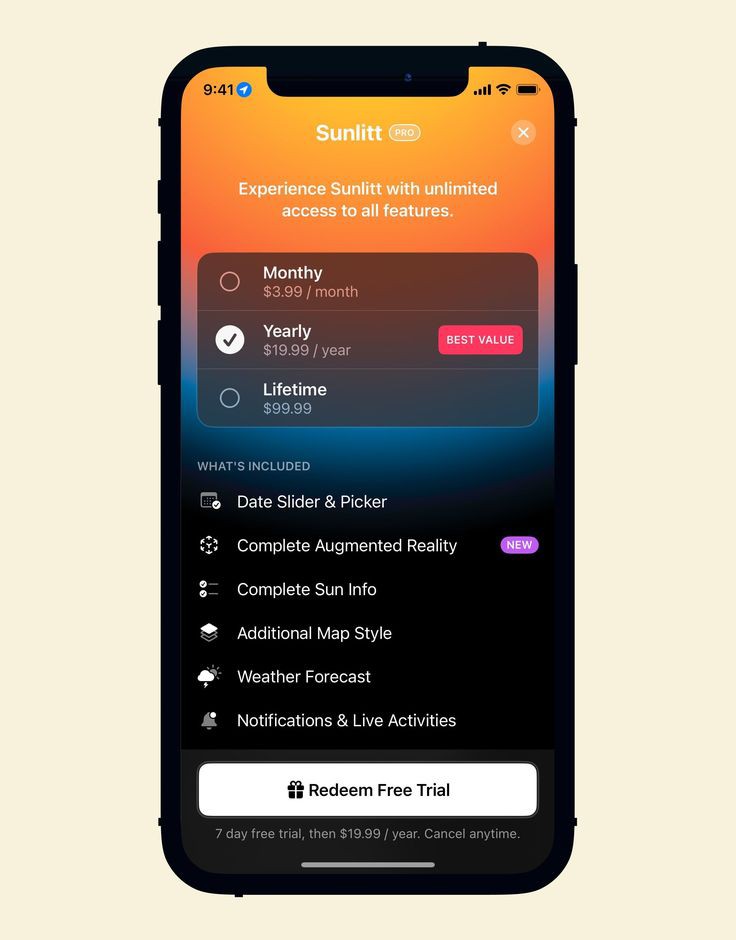 9:41
Sunlitt PRO
Experience Sunlitt with unlimited
access to all features.
Monthy
$3.99 / month
Yearly
$19.99 / year
BEST VALUE
Lifetime
$99.99
WHAT'S INCLUDED
Date Slider & Picker
Complete Augmented Reality NEW
Complete Sun Info
Additional Map Style
Weather Forecast
Notifications & Live Activities
Redeem Free Trial
7 day free trial, then $19.99 / year. Cancel anytime.